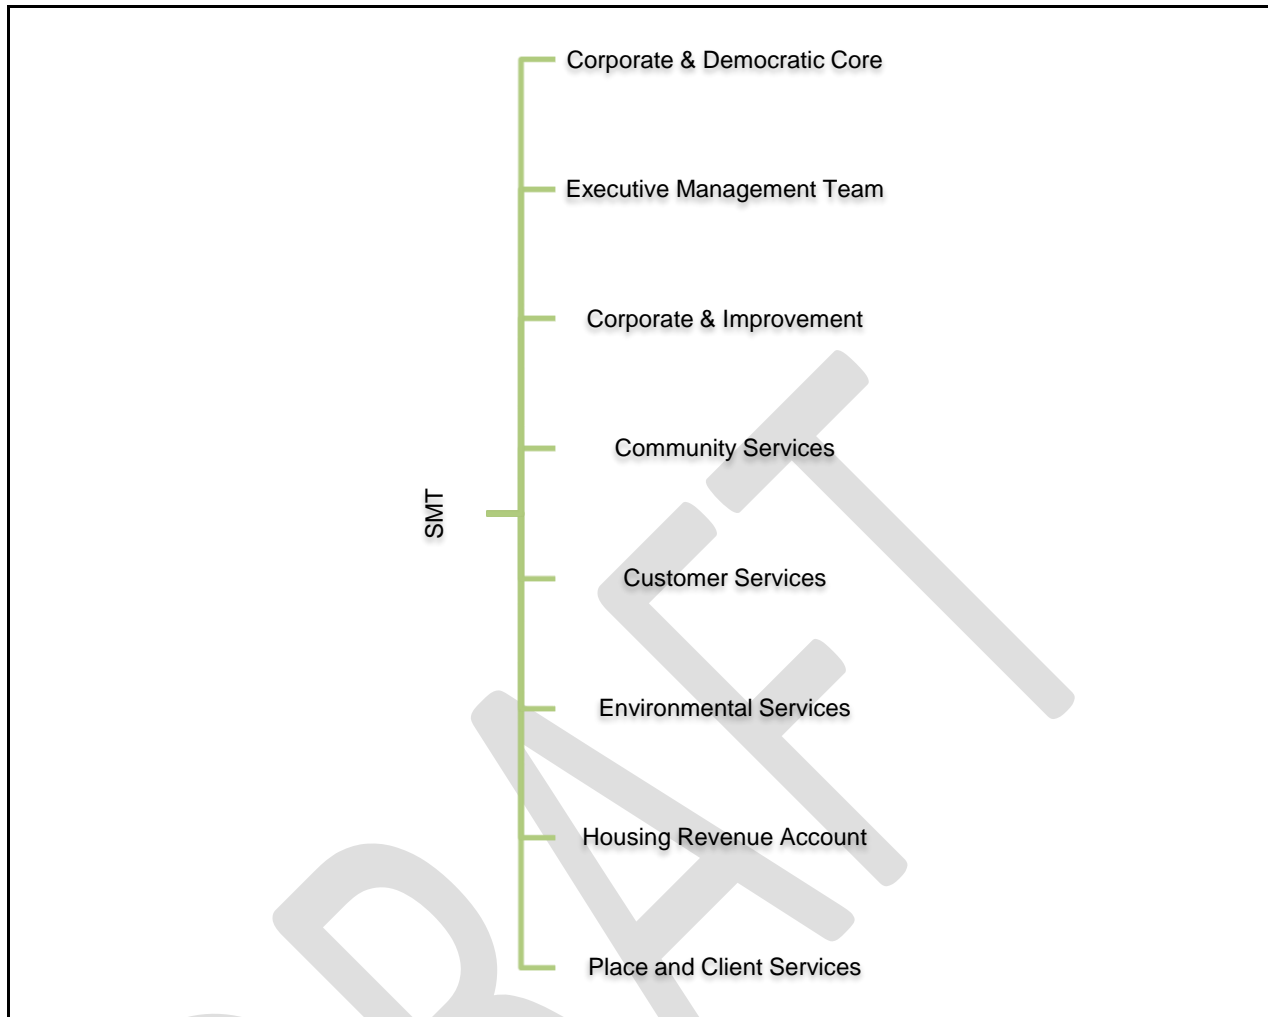 Corporate & Democratic Core
Executive Management Team
Corporate & Improvement
Community Services
SMT
Customer Services
Environmental Services
Housing Revenue Account
Place and Client Services
DRAFT